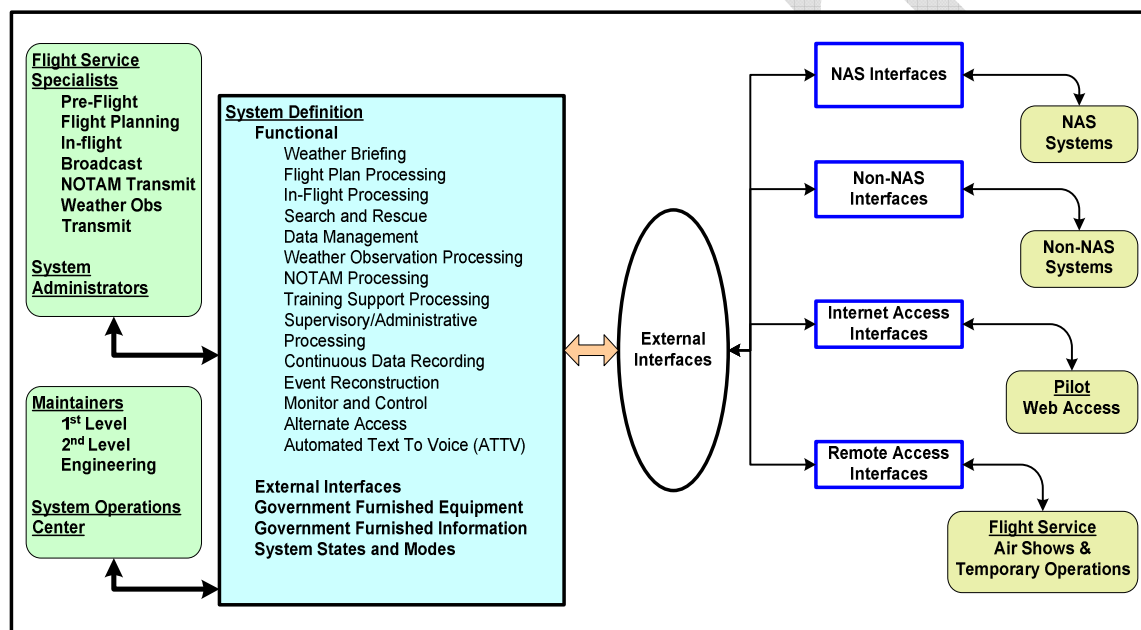 Flight Service
Specialists
Pre-Flight
Flight Planning
In-flight
Broadcast
NOTAM Transmit
Weather Obs
Transmit
System
Administrators
Maintainers
1st Level
2nd Level
Engineering
System Operations
Center
System Definition
Functional
Weather Briefing
Flight Plan Processing
In-Flight Processing
Search and Rescue
Data Management
Weather Observation Processing
NOTAM Processing
Training Support Processing
Supervisory/Administrative
Processing
Continuous Data Recording
Event Reconstruction
Monitor and Control
Alternate Access
Automated Text To Voice (ATTV)
External Interfaces
Government Furnished Equipment
Government Furnished Information
System States and Modes
External
Interfaces
NAS Interfaces
NAS
Systems
Non-NAS
Interfaces
Non-NAS
Systems
Internet Access
Interfaces
Pilot
Web Access
Remote Access
Interfaces
Flight Service
Air Shows &
Temporary Operations